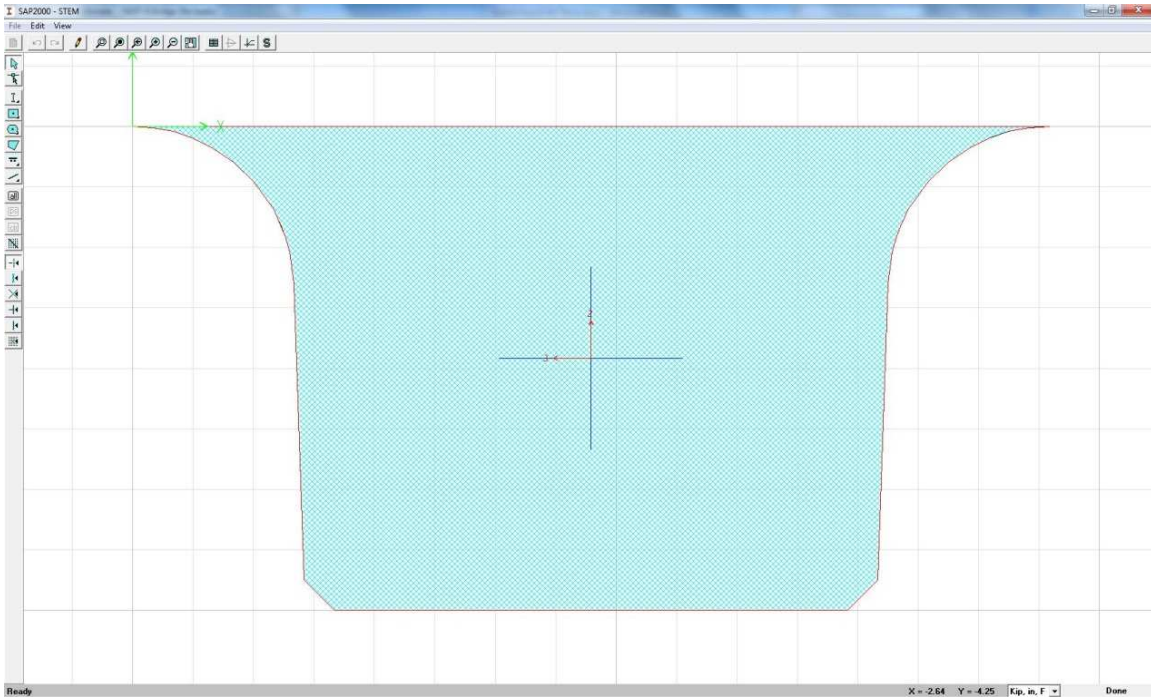 SAP2000 - STEM
File Edit View
X
2
3
Ready
X = -2.64 Y = -4.25 Kip, in, F Done